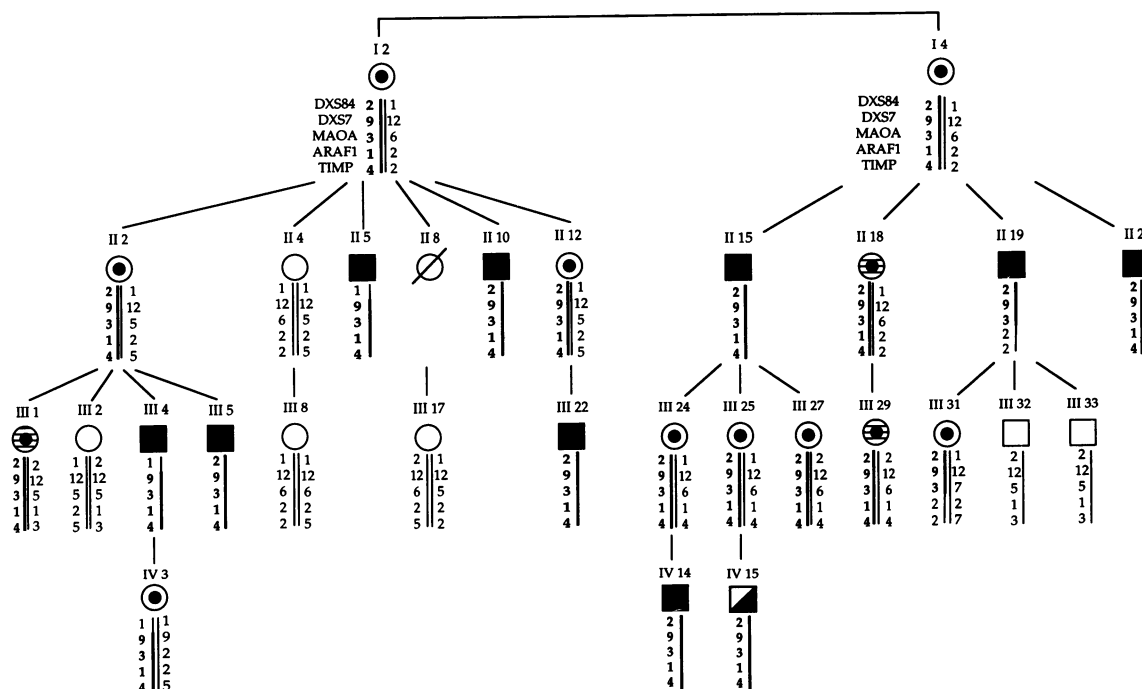 I 2 I 4
DXS84 2 1 DXS84 2 1
DXS7 9 12 DXS7 9 12
MAOA 3 6 MAOA 3 6
ARAF1 1 2 ARAF1 1 2
TIMP 4 2 TIMP 4 2
II 2 II 4 II 5 II 8 II 10 II 12 II 15 II 18 II 19 II 2
2 1 1 1 1 2 2 1 2 2 1 2 2
9 12 12 12 9 9 9 12 9 9 12 9 9
3 5 6 5 3 3 3 5 3 3 6 3 3
1 2 2 2 1 1 1 2 1 1 2 2 1
4 5 2 5 4 4 4 5 4 4 2 2 4
III 1 III 2 III 4 III 5 III 8 III 17 III 22 III 24 III 25 III 27 III 29 III 31 III 32 III 33
2 2 1 2 1 2 1 1 2 1 2 2 1 2 1 2 2 2 2 2 1 2 2
9 12 12 12 9 9 12 12 12 12 9 9 12 9 12 9 12 9 12 9 12 12 12
3 5 5 5 3 3 6 6 6 5 3 3 6 3 6 3 6 3 6 3 7 5 5
1 1 2 1 1 1 2 2 2 2 1 1 1 1 1 1 1 1 1 2 2 1 1
4 3 5 3 4 4 2 5 5 2 4 4 4 4 4 4 4 4 4 2 7 3 3
IV 3 IV 14 IV 15
1 1 2 2
9 9 9 9
3 2 3 3
1 2 1 1
4 5 4 4